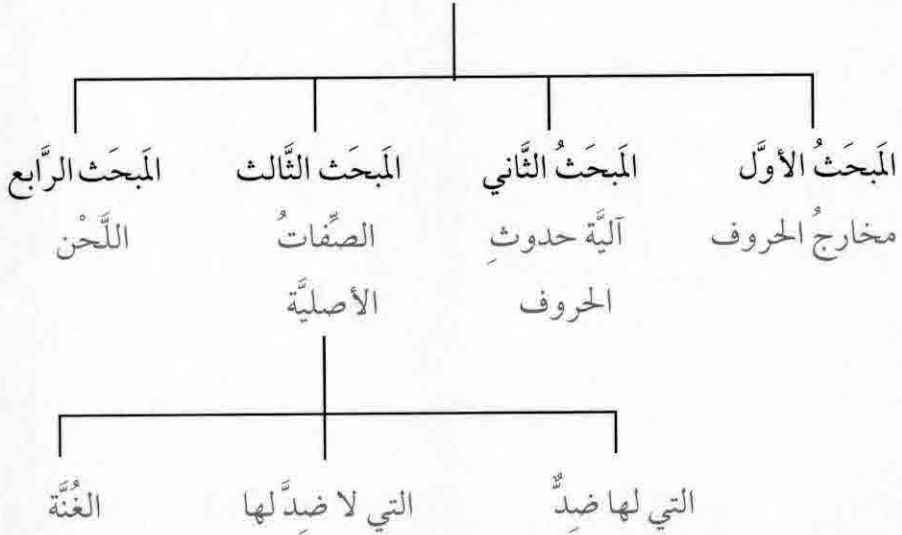 المَبحَثُ الأوَّل
مخارجُ الحروف
المَبحَثُ الثَّاني
آليَّة حدوثِ
الحروف
المَبحَث الثَّالث
الصِّفاتُ
الأصليَّة
المَبحَث الرَّابع
اللَّحْن
التي لها ضِدٌّ
التي لا ضِدَّ لها
الغُنَّة